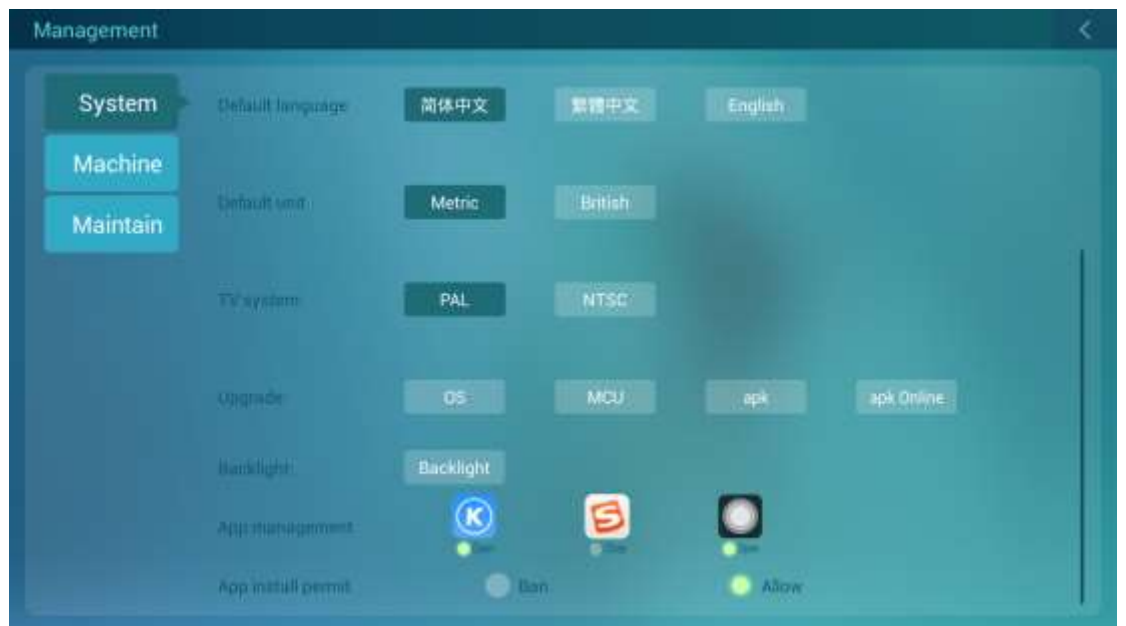 Management
System
Default language 简体中文 繁體中文 English
Machine
Default unit Metric British
Maintain
TV system PAL NTSC
Upgrade OS MCU apk apk Online
Backlight Backlight
K S
App management
App install permit Ban Allow